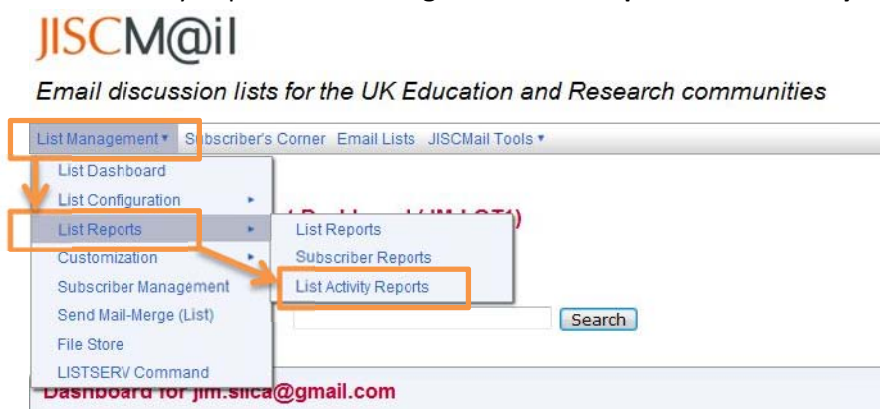 JISCM@il
Email discussion lists for the UK Education and Research communities
List Management Subscriber's Corner Email Lists JISCMail Tools
List Dashboard
List Configuration
List Reports
Customization
Subscriber Management
Send Mail-Merge (List)
File Store
LISTSERV Command
List Reports
Subscriber Reports
List Activity Reports
Search
Dashboard for jim.silca@gmail.com